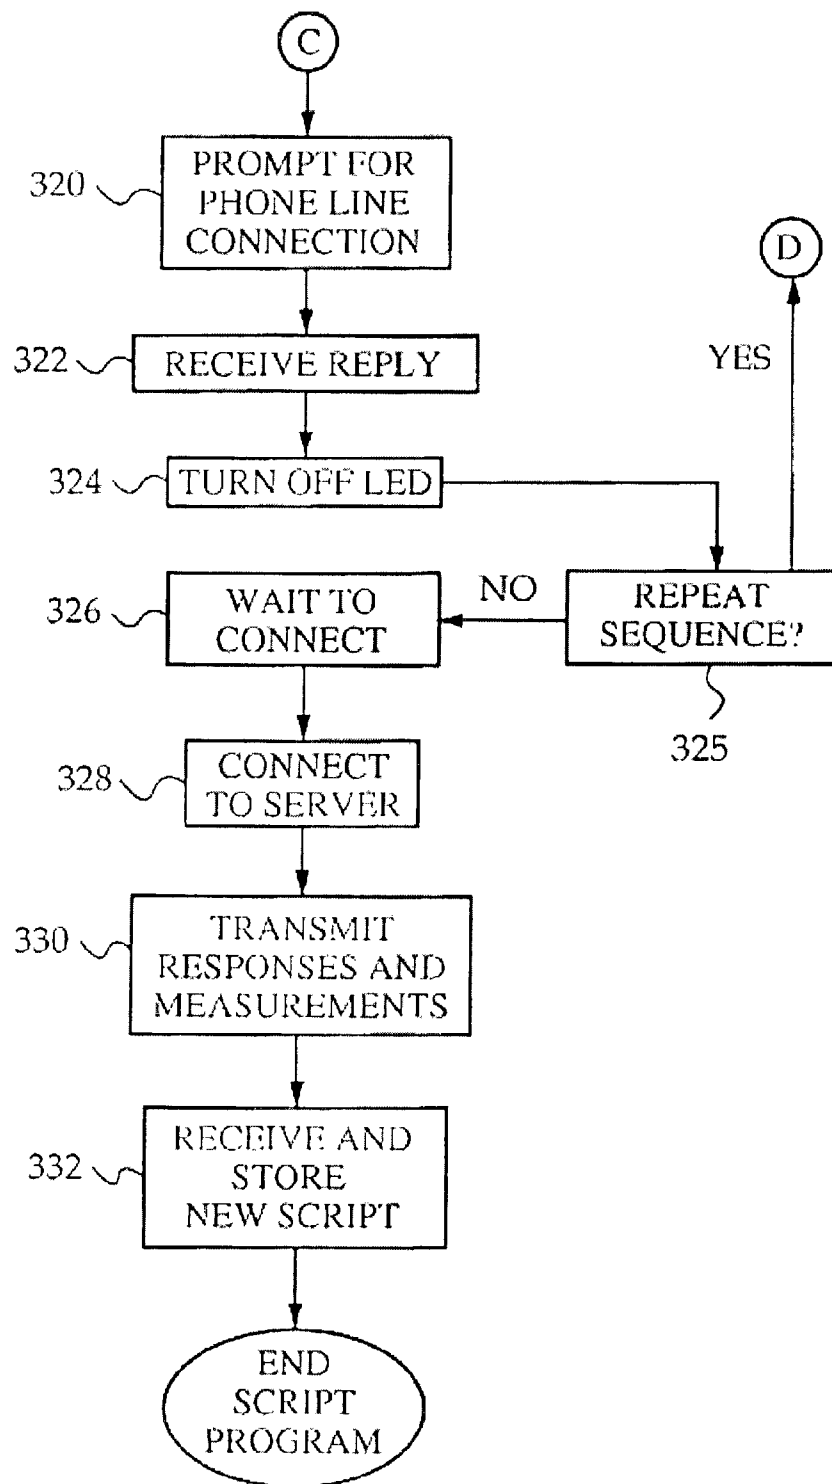 C
320
PROMPT FOR
PHONE LINE
CONNECTION
D
322
RECEIVE REPLY
YES
324
TURN OFF LED
326
WAIT TO
CONNECT
NO
REPEAT
SEQUENCE?
325
328
CONNECT
TO SERVER
330
TRANSMIT
RESPONSES AND
MEASUREMENTS
332
RECEIVE AND
STORE
NEW SCRIPT
END
SCRIPT
PROGRAM